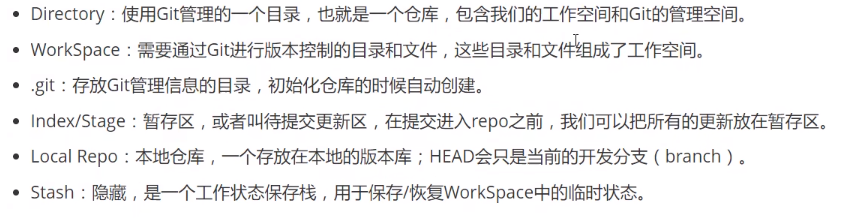 • Directory：使用Git管理的一个目录，也就是一个仓库，包含我们的工作空间和Git的管理空间。
• WorkSpace：需要通过Git进行版本控制的目录和文件，这些目录和文件组成了工作空间。
• .git：存放Git管理信息的目录，初始化仓库的时候自动创建。
• Index/Stage：暂存区，或者叫待提交更新区，在提交进入repo之前，我们可以把所有的更新放在暂存区。
• Local Repo：本地仓库，一个存放在本地的版本库；HEAD会只是当前的开发分支（branch）。
• Stash：隐藏，是一个工作状态保存栈，用于保存/恢复WorkSpace中的临时状态。